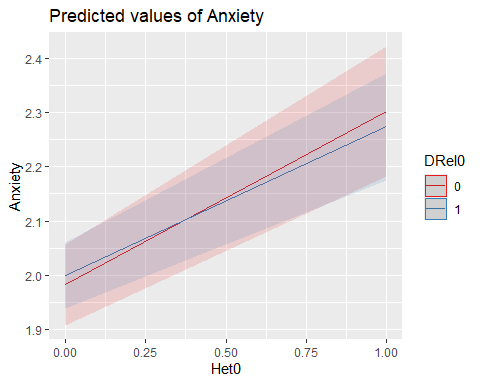 Predicted values of Anxiety
2.4
2.3
2.2
2.1
2.0
1.9
Anxiety
0.00 0.25 0.50 0.75 1.00
Het0
DRel0
0
1